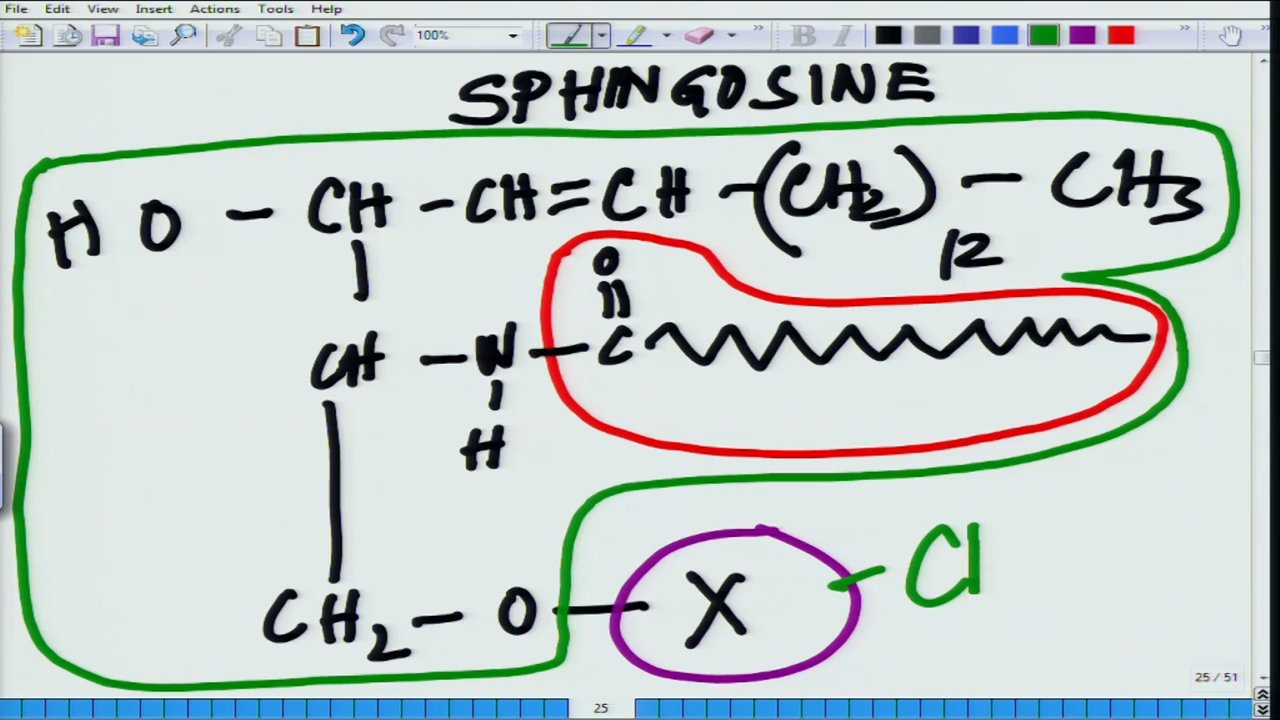 File Edit View Insert Actions Tools Help
100%
SPHINGOSINE
HO - CH - CH = CH - (CH2) - CH3
12
O
CH - N - C
H
CH2 - O - X - Cl
25 / 51
25